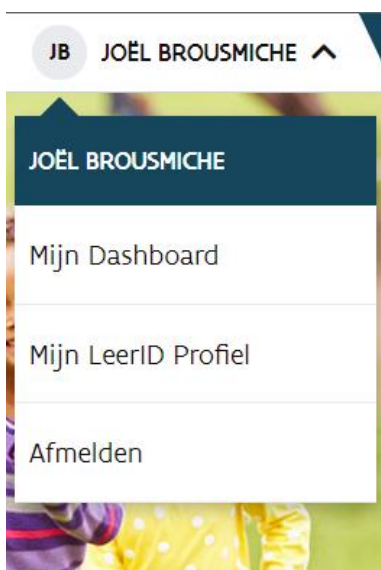 JB JOËL BROUSMICHE
JOËL BROUSMICHE
Mijn Dashboard
Mijn LeerID Profiel
Afmelden